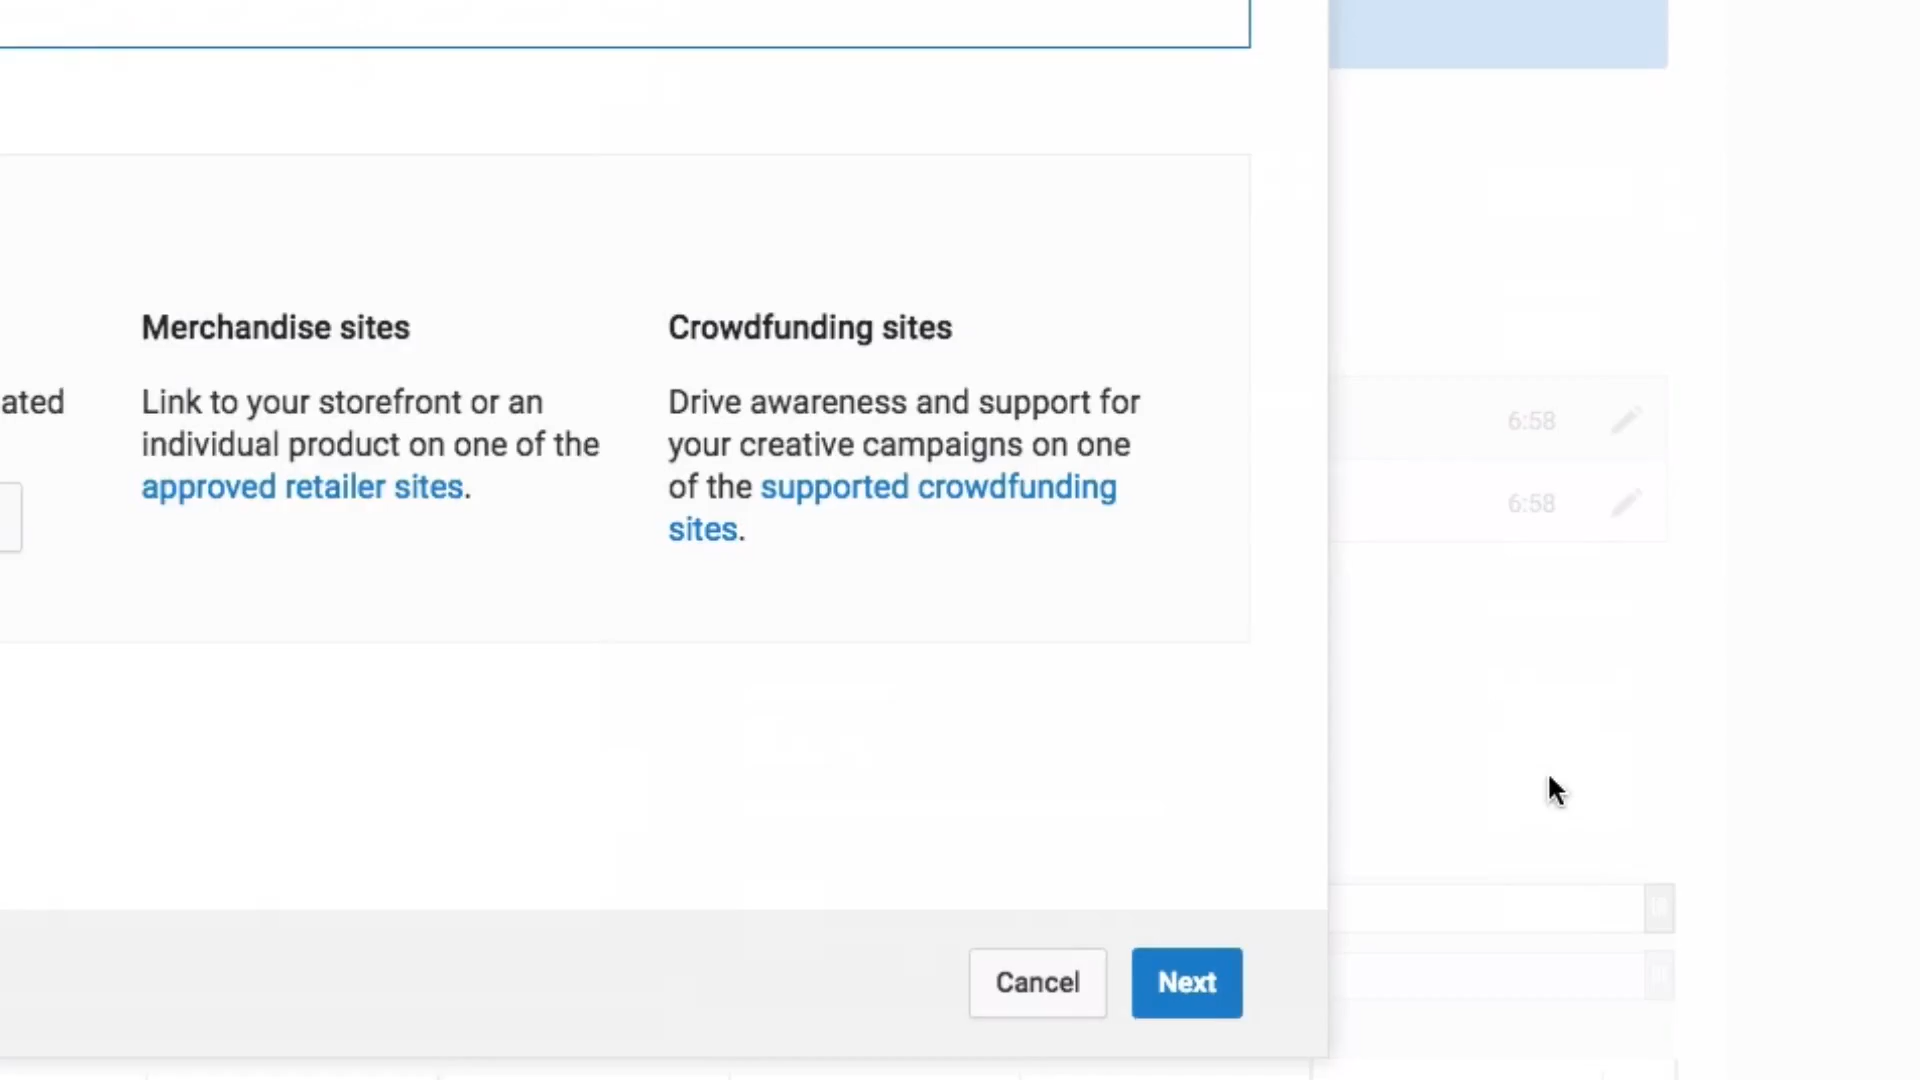 Merchandise sites
Crowdfunding sites
ated
Link to your storefront or an
individual product on one of the
approved retailer sites.
Drive awareness and support for
your creative campaigns on one
of the supported crowdfunding
sites.
6:58
6:58
Cancel
Next